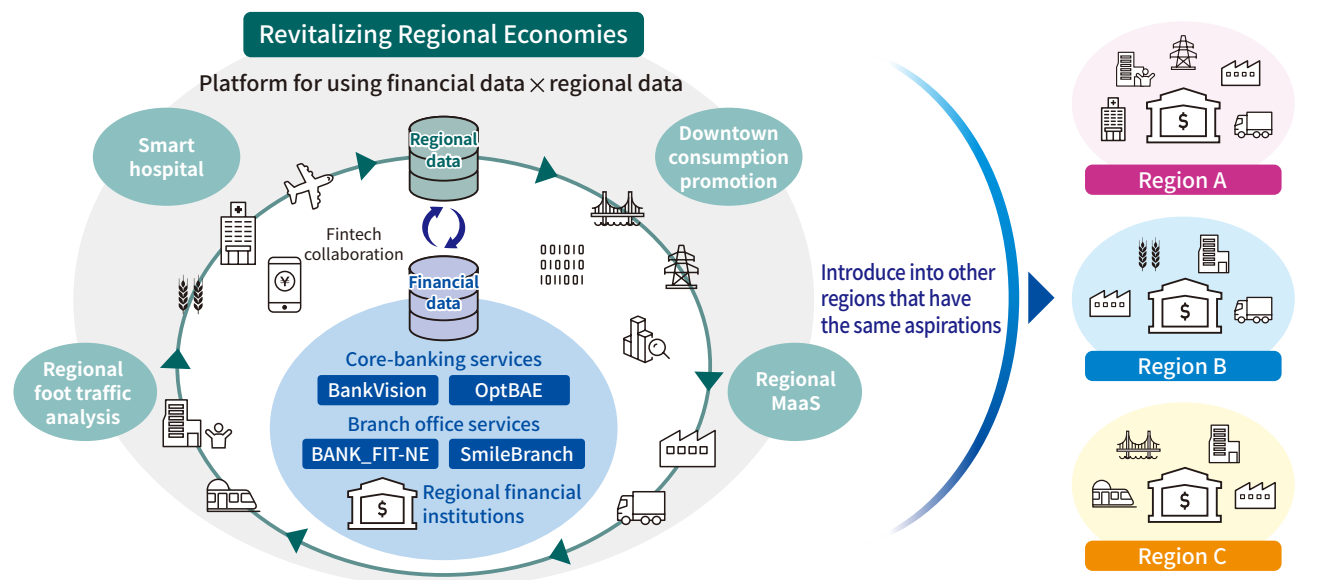 Revitalizing Regional Economies
Platform for using financial data × regional data
Smart
hospital
Regional
data
Downtown
consumption
promotion
Fintech
collaboration
¥
001010
010010
1011001
Financial
data
Regional
foot traffic
analysis
Core-banking services
BankVision
OptBAE
Branch office services
BANK_FIT-NE
SmileBranch
$
Regional financial
institutions
Regional
MaaS
Introduce into other
regions that have
the same aspirations
$
Region A
$
Region B
$
Region C